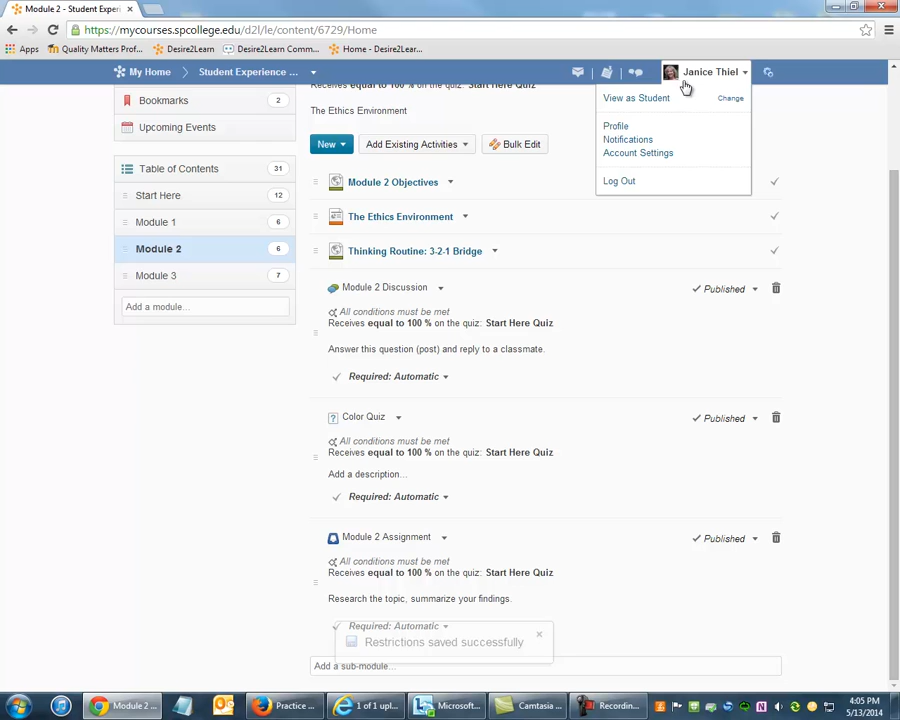 Module 2 - Student Experi
https://mycourses.spcollege.edu/d2l/le/content/6729/Home
Apps
Quality Matters Prof...
Desire2Learn
Desire2Learn Comm...
Home - Desire2Lear...
My Home
Student Experience ...
Janice Thiel
Receives equal to 100 % on the quiz: Start Here Quiz
View as Student
Change
Bookmarks
2
The Ethics Environment
Upcoming Events
Profile
Notifications
Account Settings
New
Add Existing Activities
Bulk Edit
Log Out
Table of Contents
31
Start Here
12
Module 1
6
Module 2
6
Module 3
7
Add a module...
Module 2 Objectives
The Ethics Environment
Thinking Routine: 3-2-1 Bridge
Module 2 Discussion
Published
All conditions must be met
Receives equal to 100 % on the quiz: Start Here Quiz
Answer this question (post) and reply to a classmate.
Required: Automatic
Color Quiz
Published
All conditions must be met
Receives equal to 100 % on the quiz: Start Here Quiz
Add a description...
Required: Automatic
Module 2 Assignment
Published
All conditions must be met
Receives equal to 100 % on the quiz: Start Here Quiz
Research the topic, summarize your findings.
Required: Automatic
Restrictions saved successfully
Add a sub-module...
Module 2 ...
Practice ...
1 of 1 upl...
Microsoft...
Camtasia ...
Recordin...
4:05 PM
5/13/2014